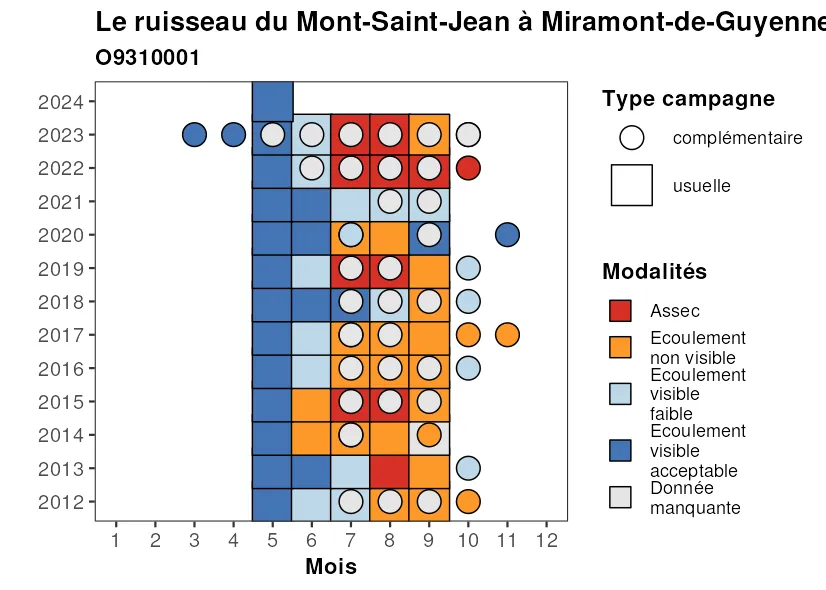 Le ruisseau du Mont-Saint-Jean à Miramont-de-Guyenne
O9310001
2024
2023
2022
2021
2020
2019
2018
2017
2016
2015
2014
2013
2012
1 2 3 4 5 6 7 8 9 10 11 12
Mois
Type campagne
complémentaire
usuelle
Modalités
Assec
Ecoulement
non visible
Ecoulement
visible
faible
Ecoulement
visible
acceptable
Donnée
manquante